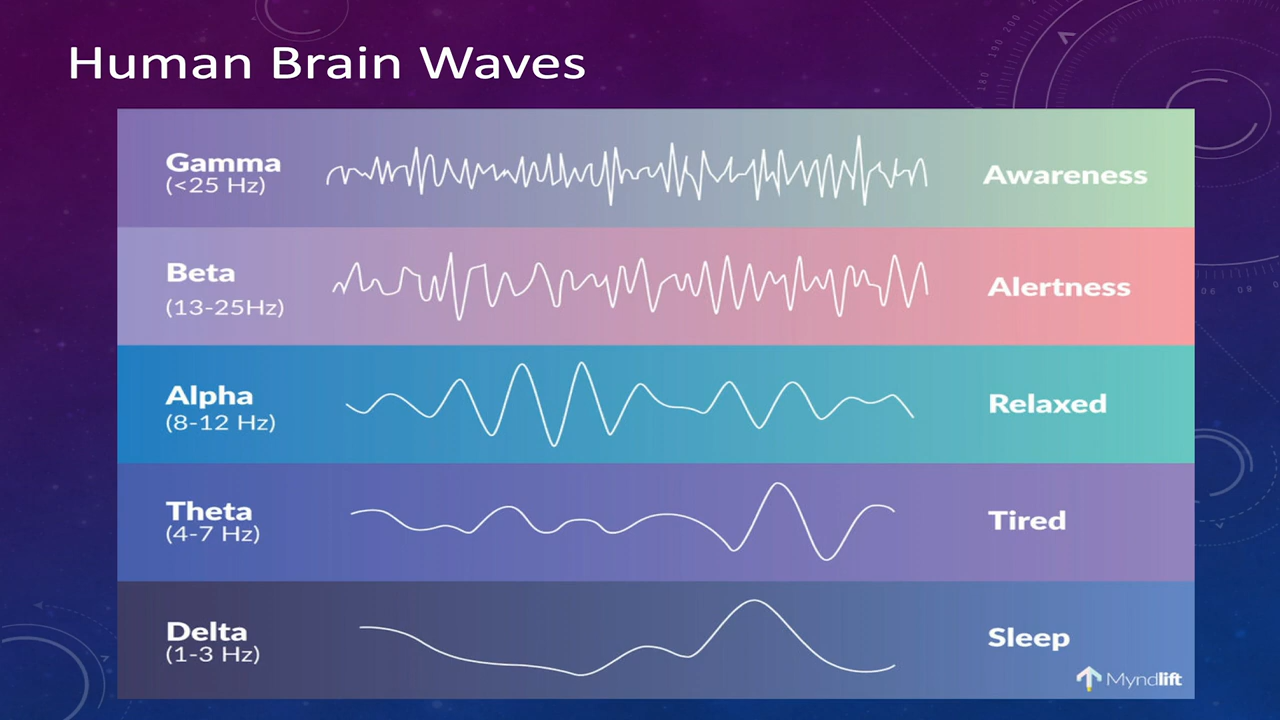 Human Brain Waves
Gamma
(<25 Hz)
Awareness
Beta
(13-25Hz)
Alertness
Alpha
(8-12 Hz)
Relaxed
Theta
(4-7 Hz)
Tired
Delta
(1-3 Hz)
Sleep
Myndlift